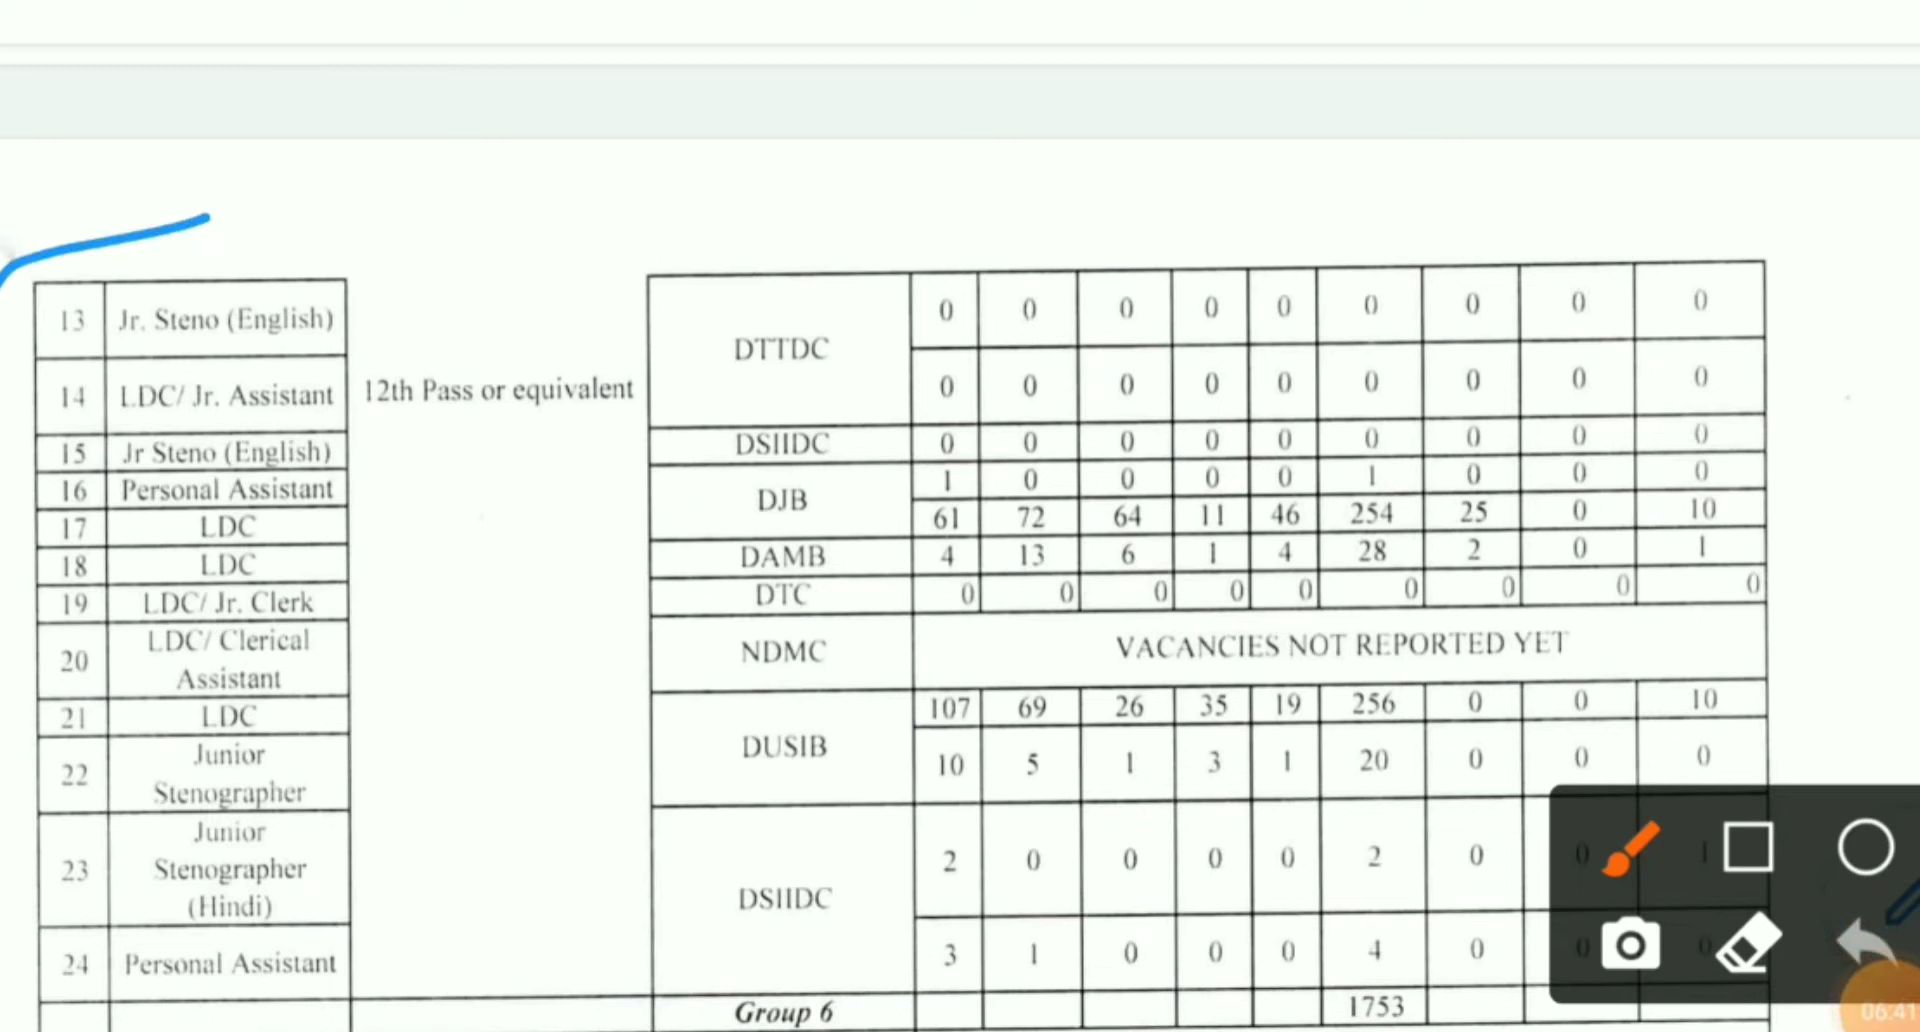 13 Jr. Steno (English) 12th Pass or equivalent DTTDC 0 0 0 0 0 0 0 0 0
14 LDC/ Jr. Assistant 0 0 0 0 0 0 0 0 0
15 Jr Steno (English) DSIIDC 0 0 0 0 0 0 0 0 0
16 Personal Assistant DJB 1 0 0 0 0 1 0 0 0
17 LDC 61 72 64 11 46 254 25 0 10
18 LDC DAMB 4 13 6 1 4 28 2 0 1
19 LDC/ Jr. Clerk DTC 0 0 0 0 0 0 0 0 0
20 LDC/ Clerical
Assistant NDMC VACANCIES NOT REPORTED YET
21 LDC DUSIB 107 69 26 35 19 256 0 0 10
22 Junior
Stenographer 10 5 1 3 1 20 0 0 0
23 Junior
Stenographer
(Hindi) DSIIDC 2 0 0 0 0 2 0 0 1
24 Personal Assistant 3 1 0 0 0 4 0 0 0
Group 6 1753
06:41